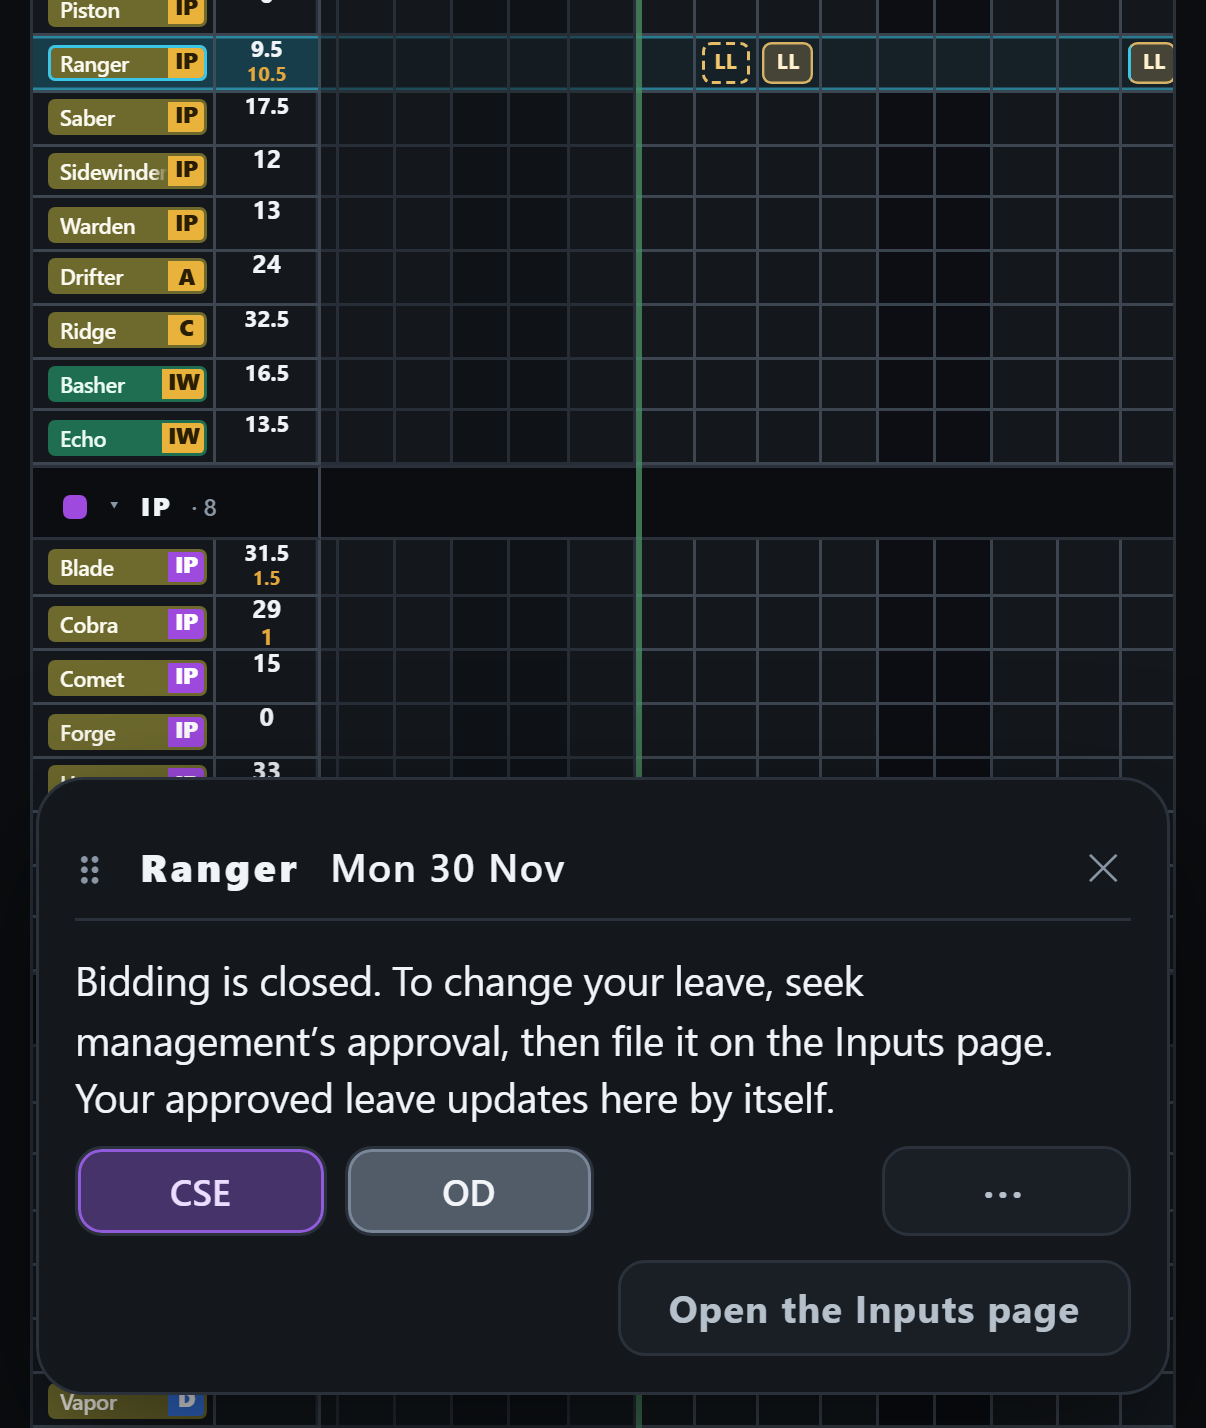 Piston IP
Ranger IP 9.5 LL LL LL
10.5
Saber IP 17.5
Sidewinder IP 12
Warden IP 13
Drifter A 24
Ridge C 32.5
Basher IW 16.5
Echo IW 13.5
IP · 8
Blade IP 31.5
1.5
Cobra IP 29
1
Comet IP 15
Forge IP 0
33
Ranger Mon 30 Nov
Bidding is closed. To change your leave, seek
management’s approval, then file it on the Inputs page.
Your approved leave updates here by itself.
CSE OD ...
Open the Inputs page
Vapor D